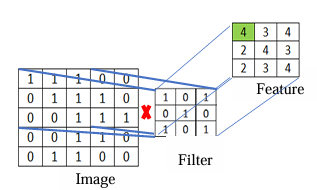 4 3 4
2 4 3
2 3 4
Feature
1 1 1 0 0
0 1 1 1 0
0 0 1 1 1
0 0 1 1 0
0 1 1 0 0
Image
1 0 1
0 1 0
1 0 1
Filter